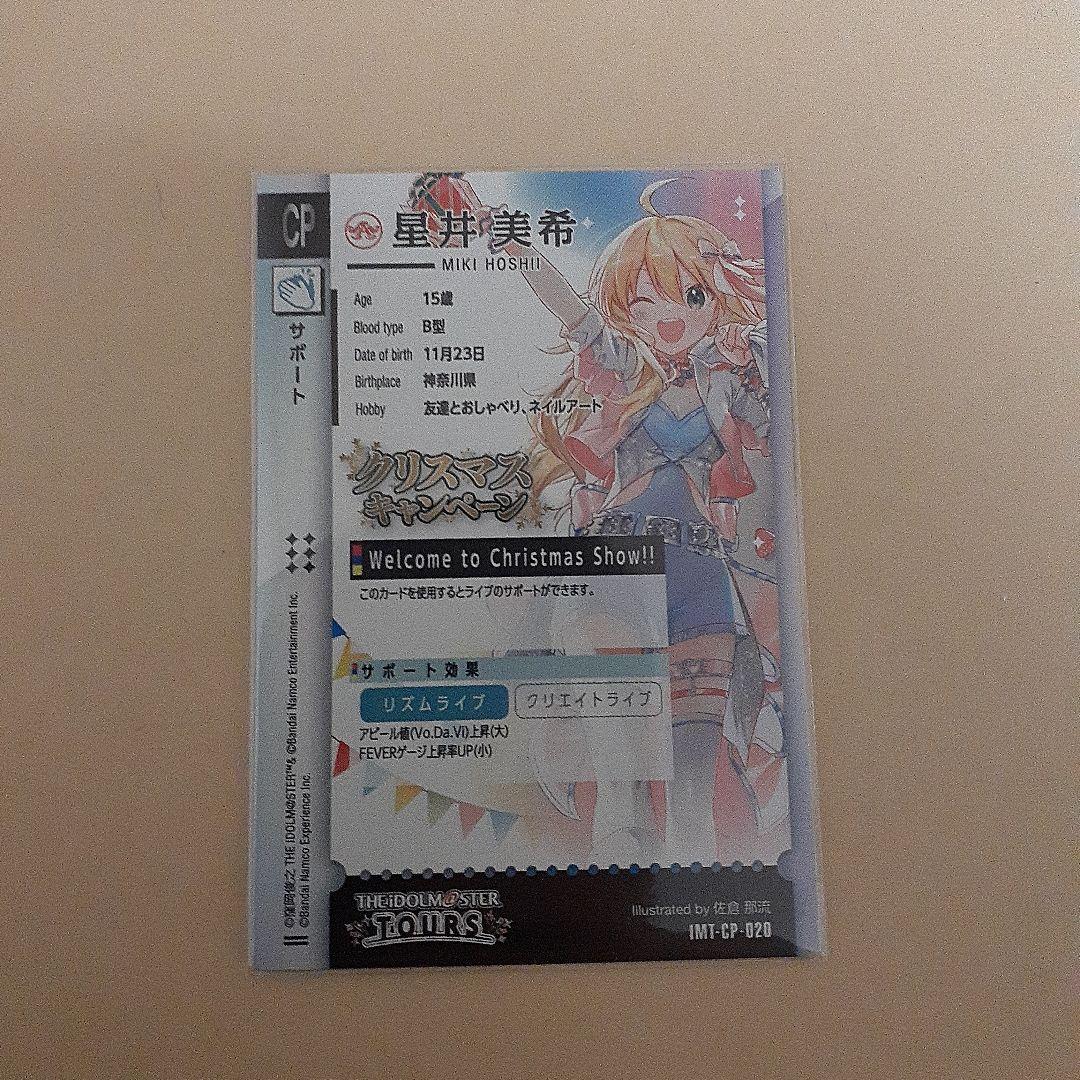 CP
サポート
©窪岡俊之 THE IDOLM@STER™& ©Bandai Namco Entertainment Inc.
©Bandai Namco Experience Inc.
星井 美希
MIKI HOSHII
Age 15歳
Blood type B型
Date of birth 11月23日
Birthplace 神奈川県
Hobby 友達とおしゃべり、ネイルアート
クリスマス
キャンペーン
Welcome to Christmas Show!!
このカードを使用するとライブのサポートができます。
サポート効果
リズムライブ クリエイトライブ
アピール値(Vo.Da.Vi)上昇(大)
FEVERゲージ上昇率UP(小)
THE iDOLM@STER
TOURS
Illustrated by 佐倉 那流
IMT-CP-020